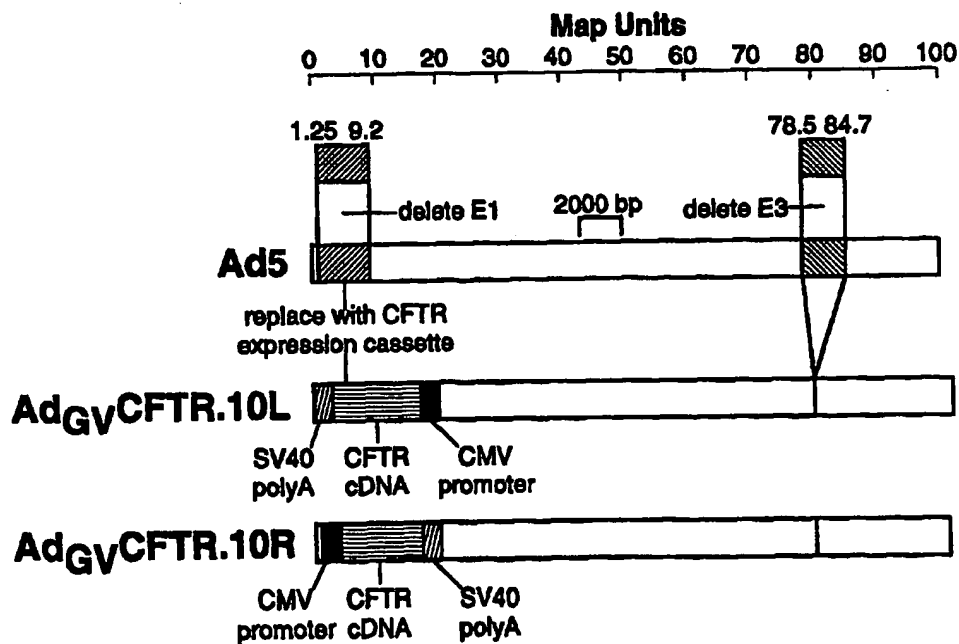 Map Units
0 10 20 30 40 50 60 70 80 90 100
1.25 9.2
78.5 84.7
delete E1
2000 bp
delete E3
Ad5
replace with CFTR
expression cassette
AdGVCFTR.10L
SV40
polyA
CFTR
cDNA
CMV
promoter
AdGVCFTR.10R
CMV
promoter
CFTR
cDNA
SV40
polyA